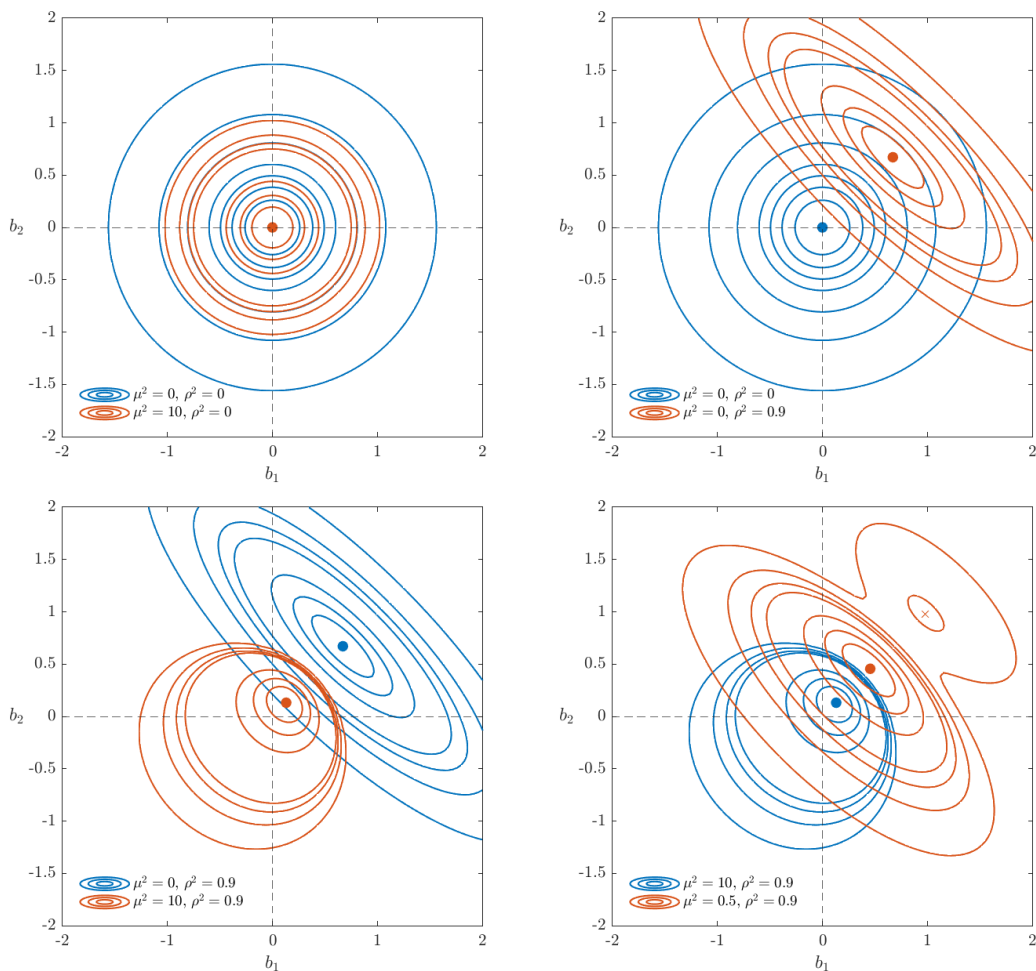 2
1.5
1
0.5
b₂ 0
-0.5
-1
-1.5
-2
μ² = 0, ρ² = 0
μ² = 10, ρ² = 0
-2 -1 0 1 2
b₁
2
1.5
1
0.5
b₂ 0
-0.5
-1
-1.5
-2
μ² = 0, ρ² = 0
μ² = 0, ρ² = 0.9
-2 -1 0 1 2
b₁
2
1.5
1
0.5
b₂ 0
-0.5
-1
-1.5
-2
μ² = 0, ρ² = 0.9
μ² = 10, ρ² = 0.9
-2 -1 0 1 2
b₁
2
1.5
1
0.5
b₂ 0
-0.5
-1
-1.5
-2
μ² = 10, ρ² = 0.9
μ² = 0.5, ρ² = 0.9
-2 -1 0 1 2
b₁